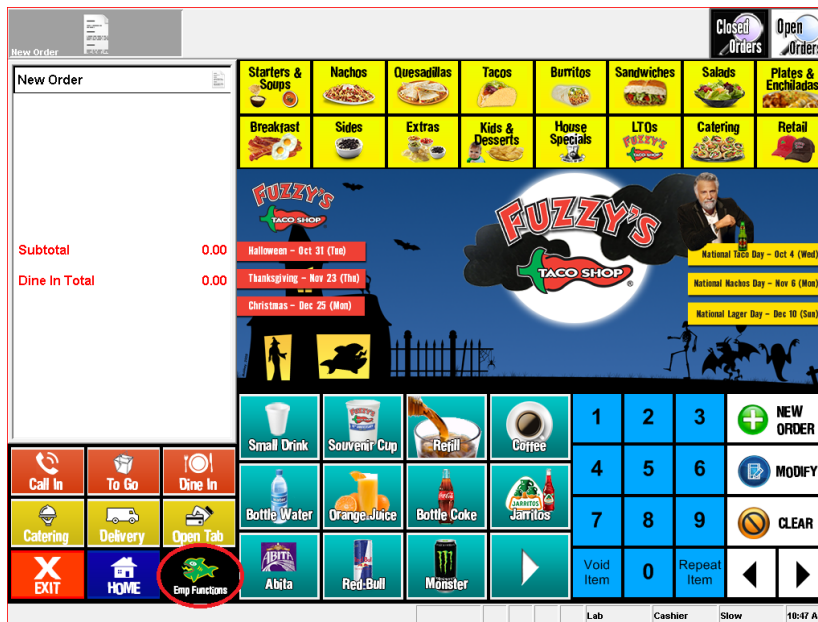 New Order
Closed
Orders
Open
Orders
New Order
Subtotal 0.00
Dine In Total 0.00
Starters &
Soups
Nachos
Quesadillas
Tacos
Burritos
Sandwiches
Salads
Plates &
Enchiladas
Breakfast
Sides
Extras
Kids &
Desserts
House
Specials
LTOs
FUZZY'S
TACO SHOP
Catering
Retail
FUZZY'S
TACO SHOP
Halloween - Oct 31 (Tue)
Thanksgiving - Nov 23 (Thu)
Christmas - Dec 25 (Mon)
FUZZY'S
TACO SHOP®
National Taco Day - Oct 4 (Wed)
National Nachos Day - Nov 6 (Mon)
National Lager Day - Dec 10 (Sun)
Small Drink
FUZZY'S
Souvenir Cup
Refill
Coffee
Bottle Water
Orange Juice
Bottle Coke
JARRITOS
Jarritos
ABITA
Abita
Red-Bull
Monster
1
2
3
4
5
6
7
8
9
Void
Item
0
Repeat
Item
NEW
ORDER
MODIFY
CLEAR
Call In
To Go
Dine In
Catering
Delivery
Open Tab
X
EXIT
HOME
Emp Functions
Lab
Cashier
Slow
10:47 A